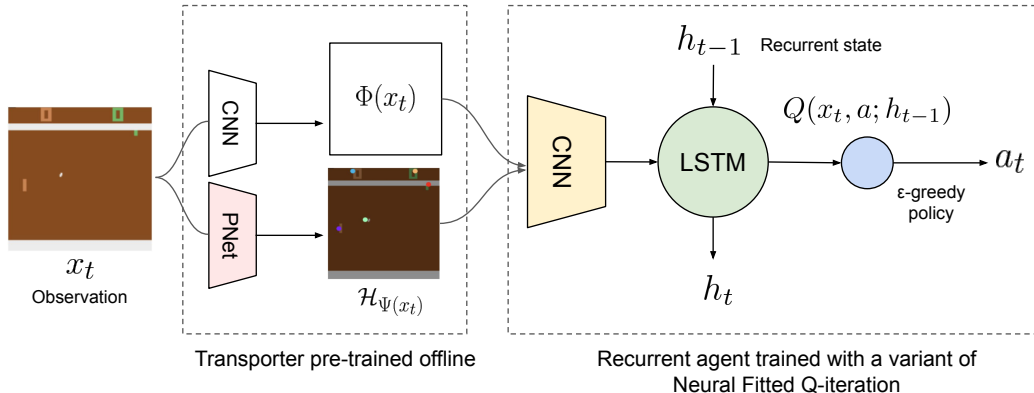 CNN
Φ(x_t)
PNet
x_t
Observation
ℋ_Ψ(x_t)
Transporter pre-trained offline
h_{t−1}
Recurrent state
CNN
LSTM
Q(x_t, a; h_{t−1})
a_t
ε-greedy
policy
h_t
Recurrent agent trained with a variant of
Neural Fitted Q-iteration